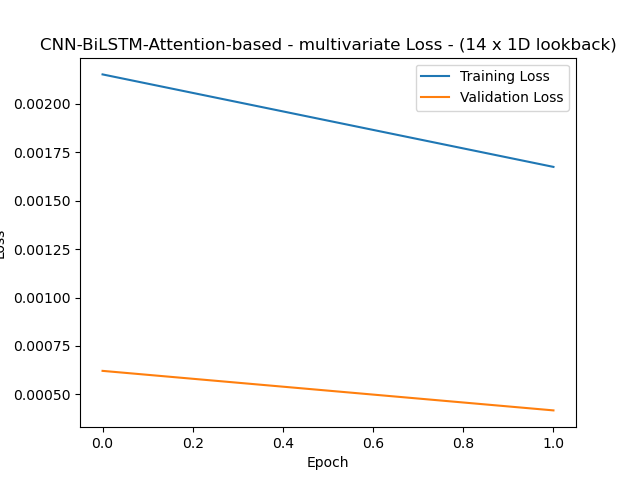 CNN-BiLSTM-Attention-based - multivariate Loss - (14 x 1D lookback)
Training Loss
Validation Loss
0.00200
0.00175
0.00150
0.00125
0.00100
0.00075
0.00050
Loss
0.0 0.2 0.4 0.6 0.8 1.0
Epoch